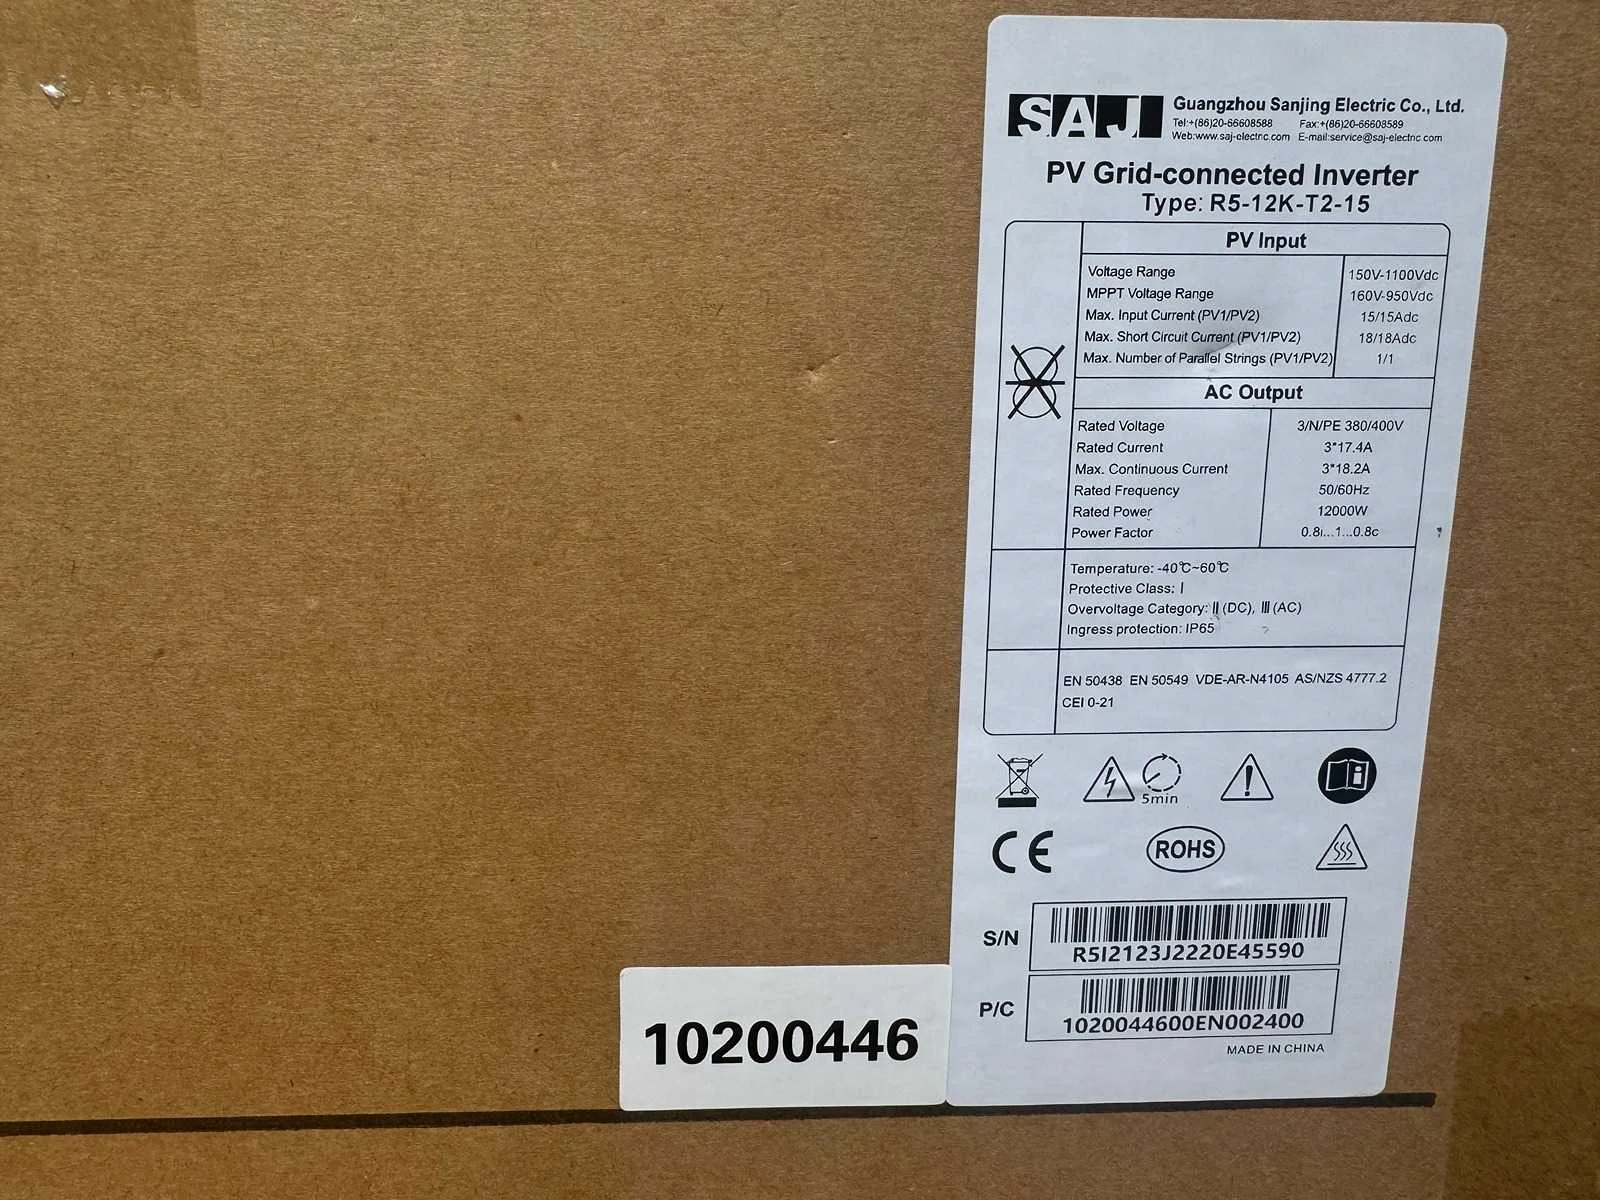 SAJ
Guangzhou Sanjing Electric Co., Ltd.
Tel:+(86)20-66608588 Fax:+(86)20-66608589
Web:www.saj-electric.com E-mail:service@saj-electric.com
PV Grid-connected Inverter
Type: R5-12K-T2-15
PV Input
Voltage Range 150V-1100Vdc
MPPT Voltage Range 160V-950Vdc
Max. Input Current (PV1/PV2) 15/15Adc
Max. Short Circuit Current (PV1/PV2) 18/18Adc
Max. Number of Parallel Strings (PV1/PV2) 1/1
AC Output
Rated Voltage 3/N/PE 380/400V
Rated Current 3*17.4A
Max. Continuous Current 3*18.2A
Rated Frequency 50/60Hz
Rated Power 12000W
Power Factor 0.8i...1...0.8c
Temperature: -40℃~60℃
Protective Class: Ⅰ
Overvoltage Category: Ⅱ (DC), Ⅲ (AC)
Ingress protection: IP65
EN 50438 EN 50549 VDE-AR-N4105 AS/NZS 4777.2
CEI 0-21
5min
CE
ROHS
S/N R5I2123J2220E45590
P/C 1020044600EN002400
MADE IN CHINA
10200446